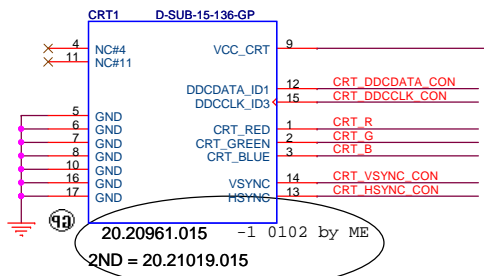 CRT1 D-SUB-15-136-GP
4 NC#4 VCC_CRT 9
11 NC#11
DDCDATA_ID1 12 CRT_DDCDATA_CON
DDCCLK_ID3 15 CRT_DDCCLK_CON
5 GND
6 GND CRT_RED 1 CRT_R
7 GND CRT_GREEN 2 CRT_G
8 GND CRT_BLUE 3 CRT_B
10 GND
16 GND VSYNC 14 CRT_VSYNC_CON
17 GND HSYNC 13 CRT_HSYNC_CON
GP
20.20961.015 -1 0102 by ME
2ND = 20.21019.015